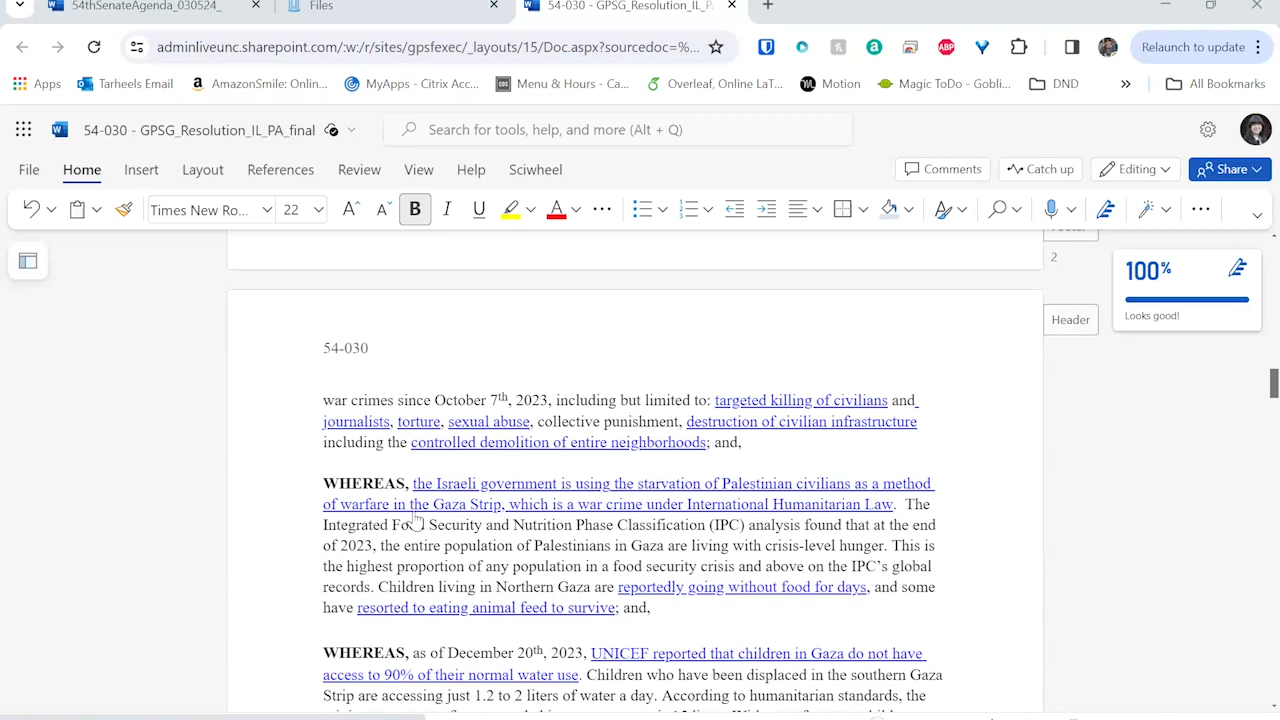 54thSenateAgenda_030524_
Files
54-030 - GPSG_Resolution_IL_P
adminliveunc.sharepoint.com/:w:/r/sites/gpsfexec/_layouts/15/Doc.aspx?sourcedoc=%...
ABP
Relaunch to update
Apps
Tarheels Email
AmazonSmile: Onlin...
MyApps - Citrix Acc...
Menu & Hours - Ca...
Overleaf, Online LaT...
Motion
Magic ToDo - Gobli...
DND
»
All Bookmarks
54-030 - GPSG_Resolution_IL_PA_final
Search for tools, help, and more (Alt + Q)
File
Home
Insert
Layout
References
Review
View
Help
Sciwheel
Comments
Catch up
Editing
Share
Times New Ro...
22
B
I
U
Footer
2
100%
Looks good!
Header
54-030
war crimes since October 7th, 2023, including but limited to: targeted killing of civilians and
journalists, torture, sexual abuse, collective punishment, destruction of civilian infrastructure
including the controlled demolition of entire neighborhoods; and,
WHEREAS, the Israeli government is using the starvation of Palestinian civilians as a method
of warfare in the Gaza Strip, which is a war crime under International Humanitarian Law. The
Integrated Food Security and Nutrition Phase Classification (IPC) analysis found that at the end
of 2023, the entire population of Palestinians in Gaza are living with crisis-level hunger. This is
the highest proportion of any population in a food security crisis and above on the IPC's global
records. Children living in Northern Gaza are reportedly going without food for days, and some
have resorted to eating animal feed to survive; and,
WHEREAS, as of December 20th, 2023, UNICEF reported that children in Gaza do not have
access to 90% of their normal water use. Children who have been displaced in the southern Gaza
Strip are accessing just 1.2 to 2 liters of water a day. According to humanitarian standards, the